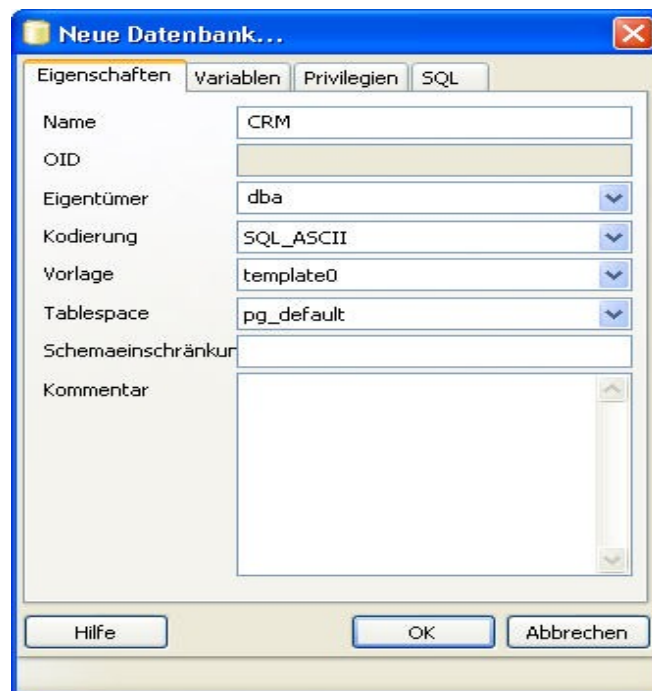 Neue Datenbank...
Eigenschaften Variablen Privilegien SQL
Name CRM
OID
Eigentümer dba
Kodierung SQL_ASCII
Vorlage template0
Tablespace pg_default
Schemaeinschränkur
Kommentar
Hilfe OK Abbrechen